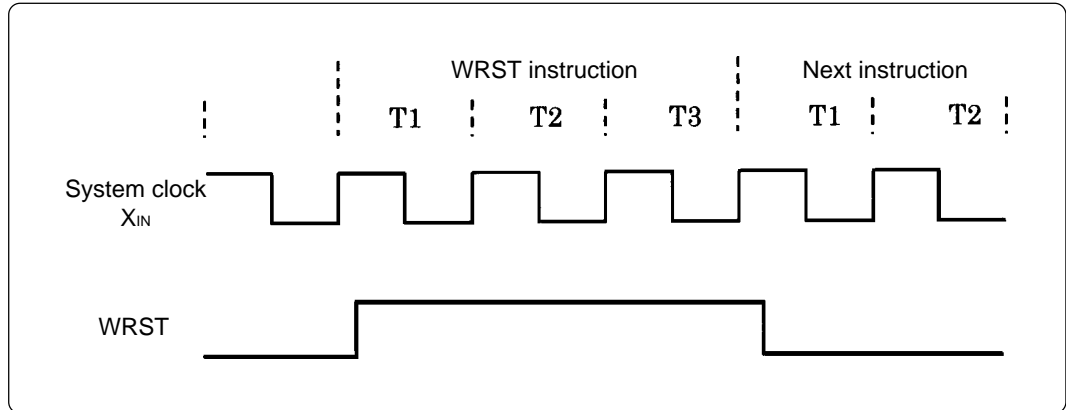 WRST instruction Next instruction
T1 T2 T3 T1 T2
System clock
XIN
WRST